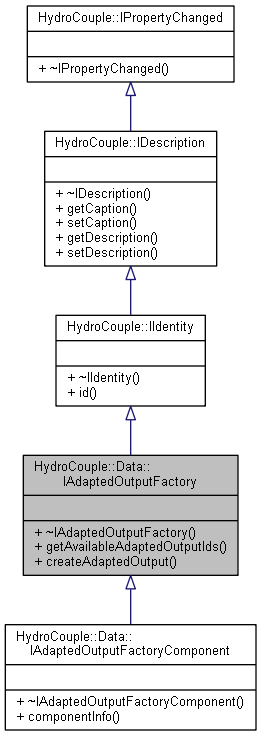 HydroCouple::IPropertyChanged
+ ~IPropertyChanged()
HydroCouple::IDescription
+ ~IDescription()
+ getCaption()
+ setCaption()
+ getDescription()
+ setDescription()
HydroCouple::IIdentity
+ ~IIdentity()
+ id()
HydroCouple::Data::
IAdaptedOutputFactory
+ ~IAdaptedOutputFactory()
+ getAvailableAdaptedOutputIds()
+ createAdaptedOutput()
HydroCouple::Data::
IAdaptedOutputFactoryComponent
+ ~IAdaptedOutputFactoryComponent()
+ componentInfo()